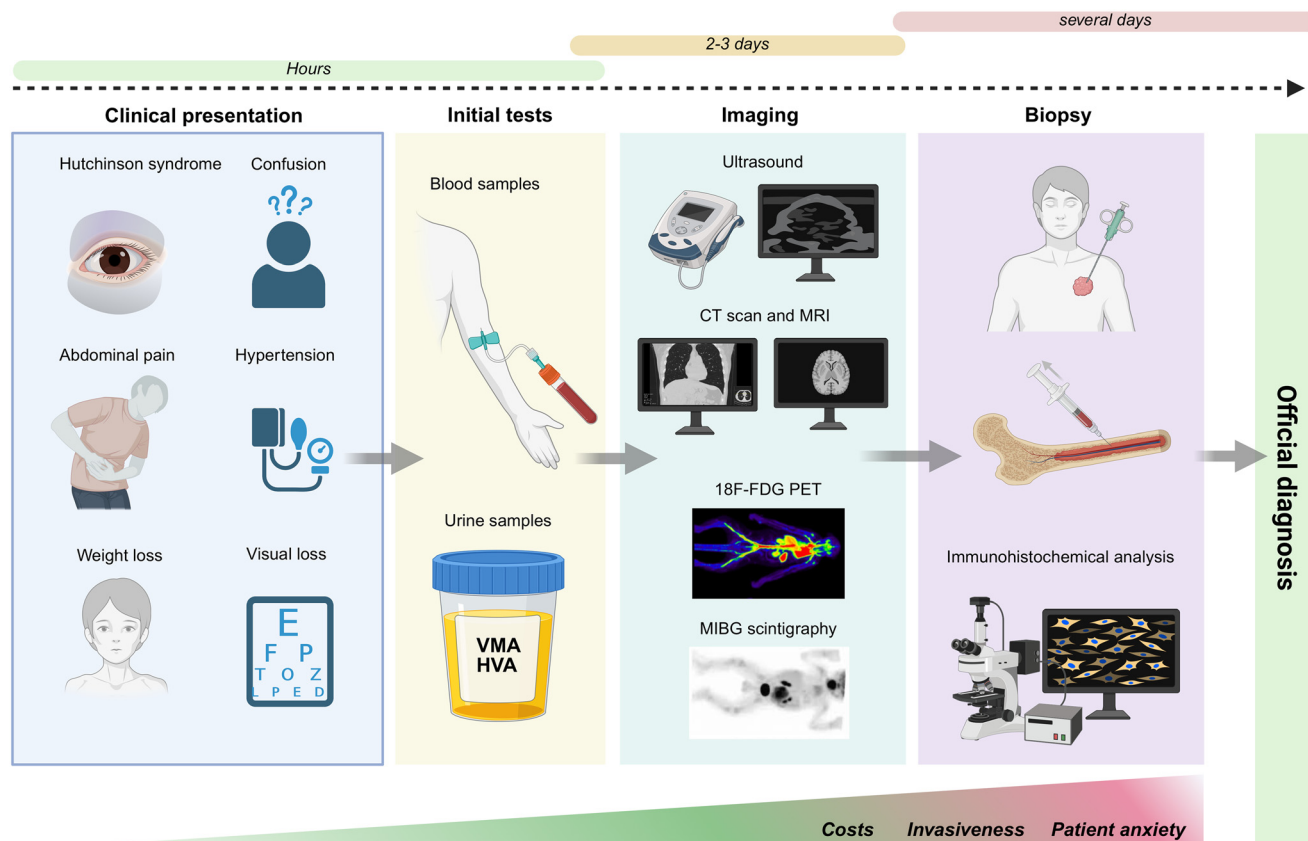 several days
2-3 days
Hours
Clinical presentation
Initial tests
Imaging
Biopsy
Hutchinson syndrome
Confusion
???
Abdominal pain
Hypertension
Weight loss
Visual loss
E
F P
T O Z
L P E D
Blood samples
Urine samples
VMA
HVA
Ultrasound
CT scan and MRI
18F-FDG PET
MIBG scintigraphy
Immunohistochemical analysis
Official diagnosis
Costs Invasiveness Patient anxiety